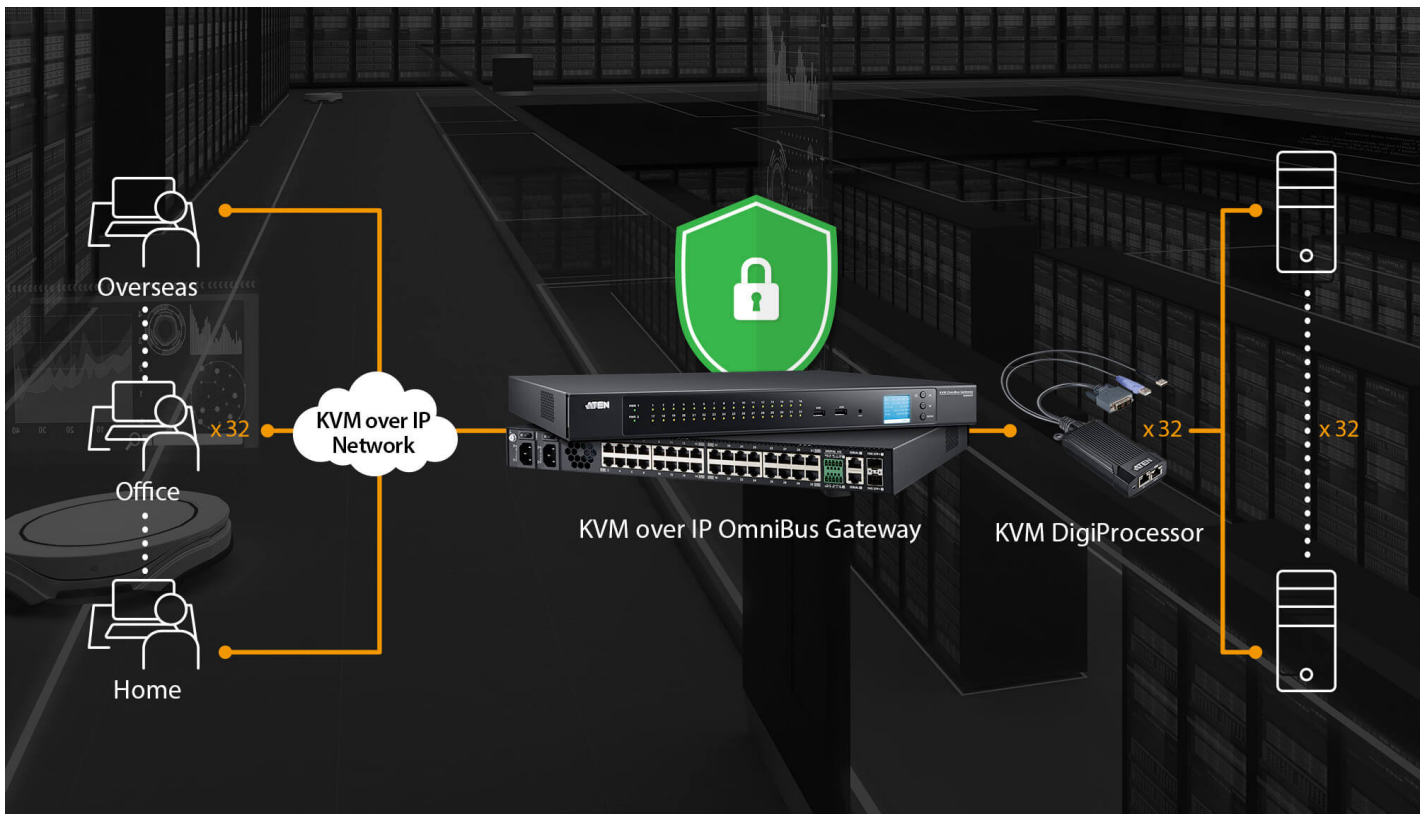 Overseas
x 32
Office
Home
KVM over IP
Network
ATEN
KVM over IP OmniBus Gateway
ATEN
KVM DigiProcessor
x 32
x 32